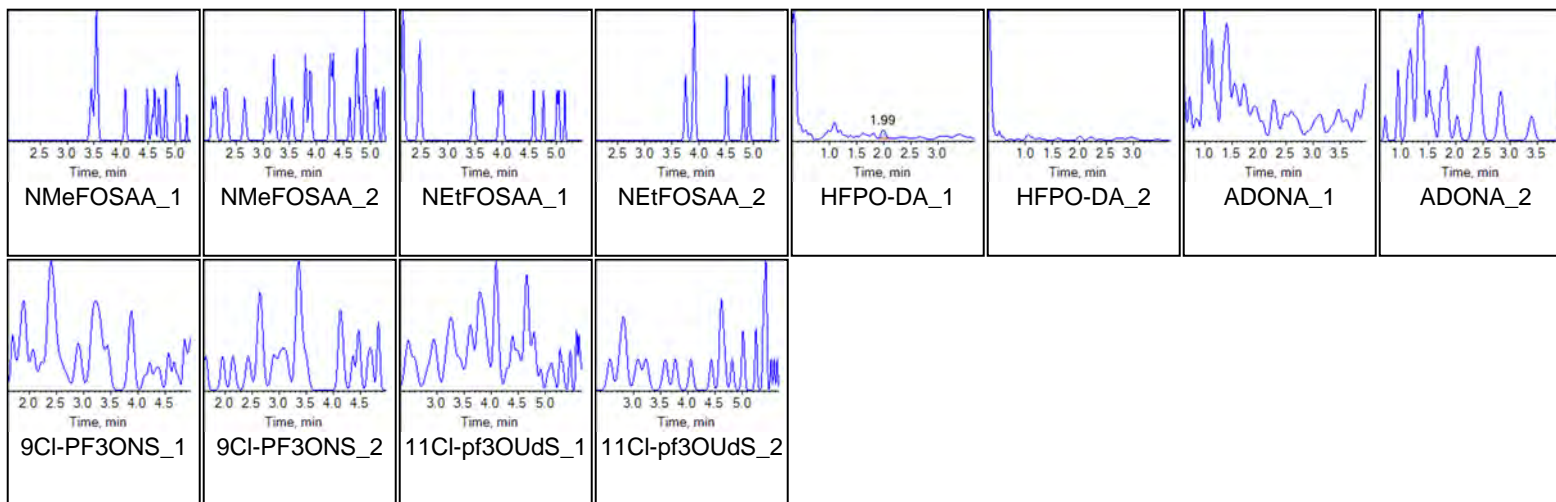 2.5 3.0 3.5 4.0 4.5 5.0
Time, min
NMeFOSAA_1
2.5 3.0 3.5 4.0 4.5 5.0
Time, min
NMeFOSAA_2
2.5 3.0 3.5 4.0 4.5 5.0
Time, min
NEtFOSAA_1
2.5 3.0 3.5 4.0 4.5 5.0
Time, min
NEtFOSAA_2
1.99
1.0 1.5 2.0 2.5 3.0
Time, min
HFPO-DA_1
1.0 1.5 2.0 2.5 3.0
Time, min
HFPO-DA_2
1.0 1.5 2.0 2.5 3.0 3.5
Time, min
ADONA_1
1.0 1.5 2.0 2.5 3.0 3.5
Time, min
ADONA_2
2.0 2.5 3.0 3.5 4.0 4.5
Time, min
9Cl-PF3ONS_1
2.0 2.5 3.0 3.5 4.0 4.5
Time, min
9Cl-PF3ONS_2
3.0 3.5 4.0 4.5 5.0
Time, min
11Cl-pf3OUdS_1
3.0 3.5 4.0 4.5 5.0
Time, min
11Cl-pf3OUdS_2